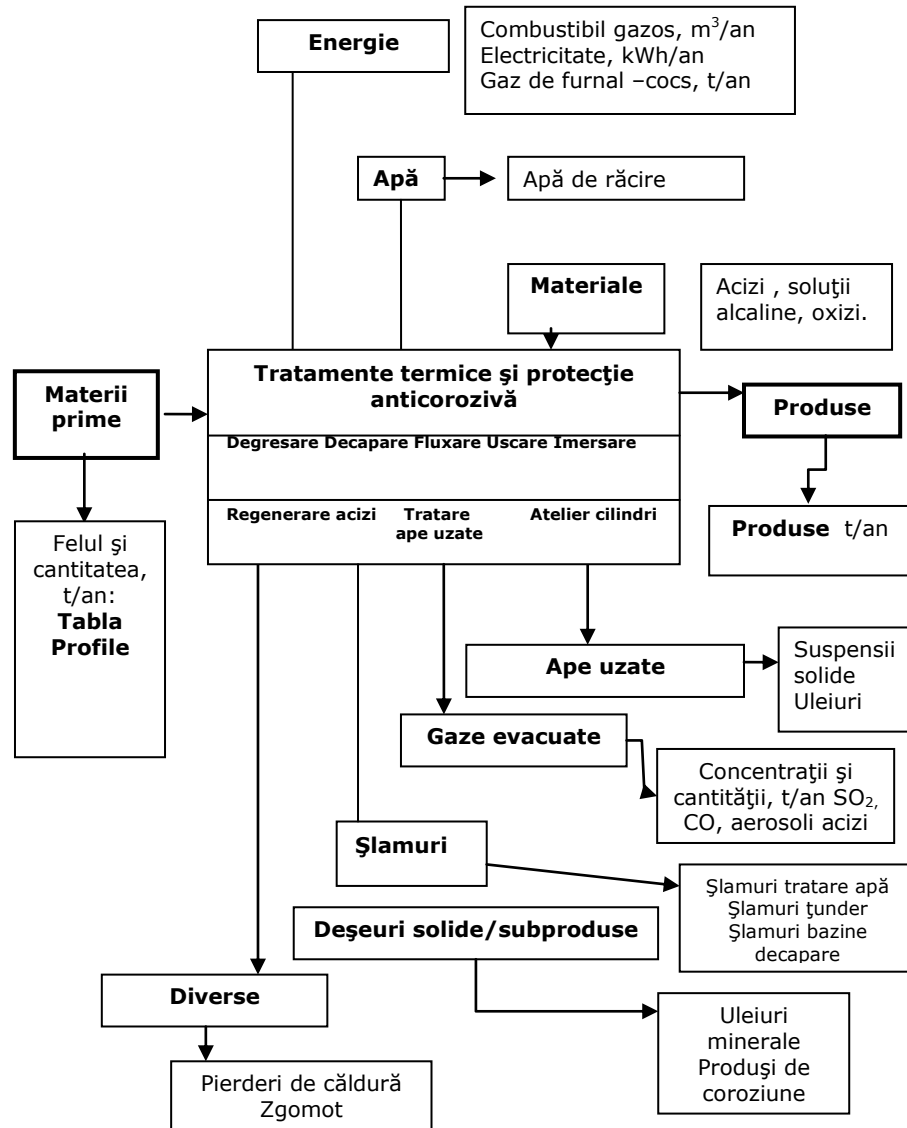 Energie
Combustibil gazos, m³/an
Electricitate, kWh/an
Gaz de furnal –cocs, t/an
Apă
Apă de răcire
Materiale
Acizi , soluţii
alcaline, oxizi.
Materii
prime
Tratamente termice şi protecţie
anticorozivă
Produse
Degresare Decapare Fluxare Uscare Imersare
Regenerare acizi
Tratare
ape uzate
Atelier cilindri
Produse t/an
Felul şi
cantitatea,
t/an:
Tabla
Profile
Ape uzate
Suspensii
solide
Uleiuri
Gaze evacuate
Concentraţii şi
cantităţii, t/an SO₂,
CO, aerosoli acizi
Şlamuri
Şlamuri tratare apă
Şlamuri ţunder
Şlamuri bazine
decapare
Deşeuri solide/subproduse
Diverse
Uleiuri
minerale
Produşi de
coroziune
Pierderi de căldură
Zgomot